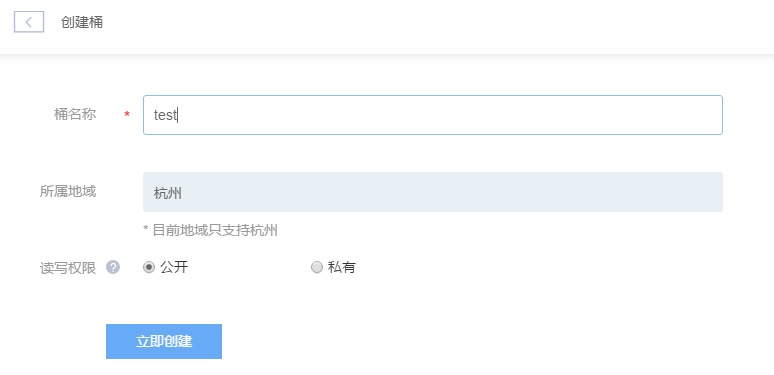 创建桶
桶名称 * test
所属地域 杭州
* 目前地域只支持杭州
读写权限 ? 公开 私有
立即创建